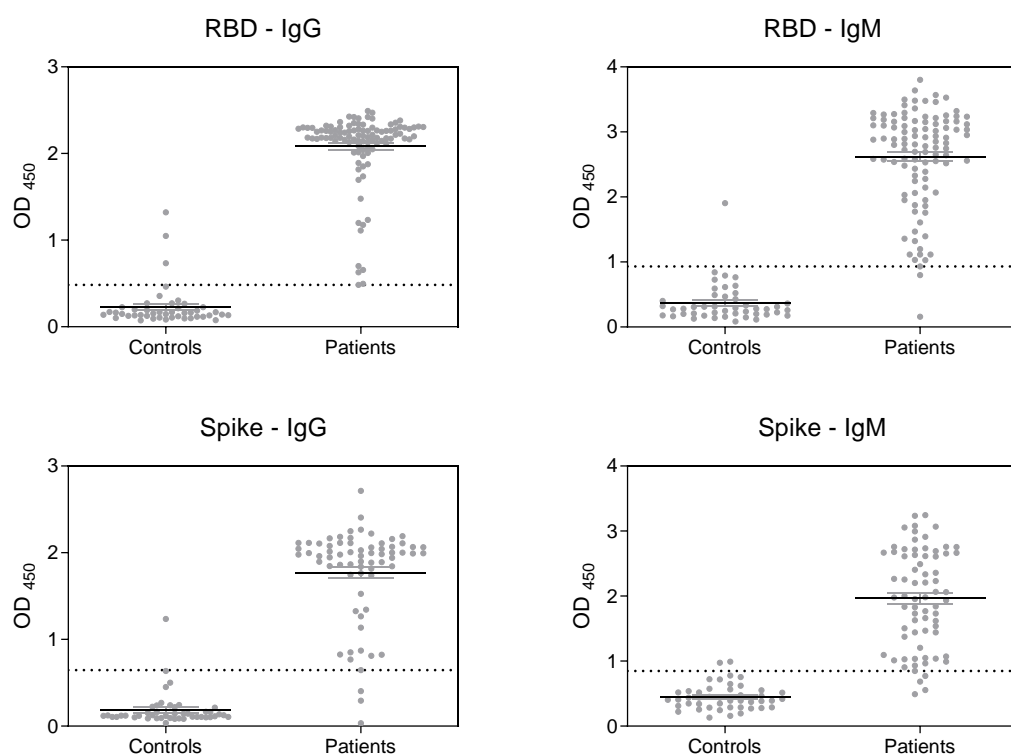 RBD - IgG
3
2
1
0
OD 450
Controls
Patients
RBD - IgM
4
3
2
1
0
OD 450
Controls
Patients
Spike - IgG
3
2
1
0
OD 450
Controls
Patients
Spike - IgM
4
3
2
1
0
OD 450
Controls
Patients